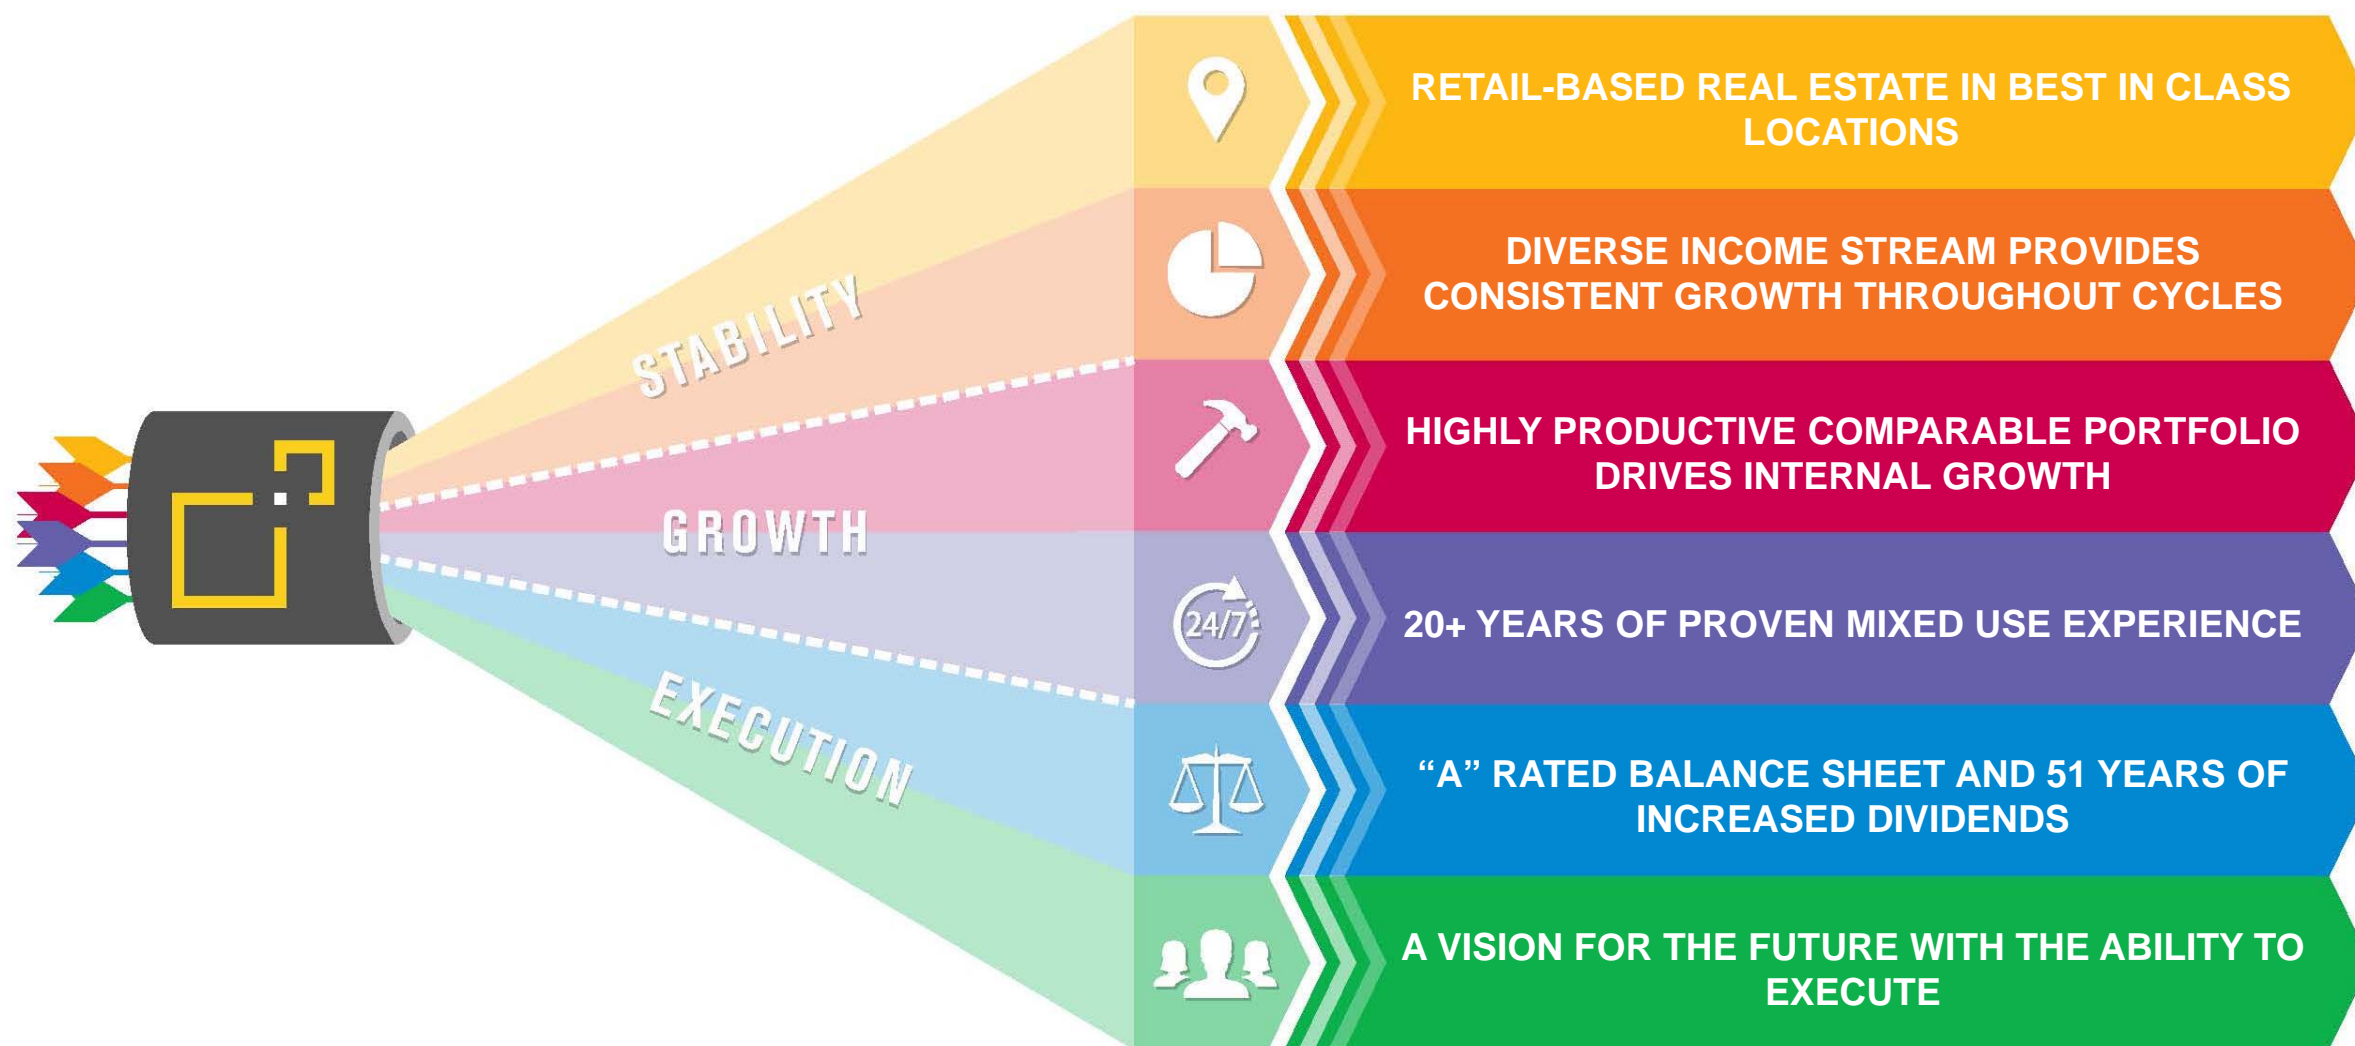 STABILITY
GROWTH
EXECUTION
RETAIL-BASED REAL ESTATE IN BEST IN CLASS
LOCATIONS
DIVERSE INCOME STREAM PROVIDES
CONSISTENT GROWTH THROUGHOUT CYCLES
HIGHLY PRODUCTIVE COMPARABLE PORTFOLIO
DRIVES INTERNAL GROWTH
24/7
20+ YEARS OF PROVEN MIXED USE EXPERIENCE
“A” RATED BALANCE SHEET AND 51 YEARS OF
INCREASED DIVIDENDS
A VISION FOR THE FUTURE WITH THE ABILITY TO
EXECUTE